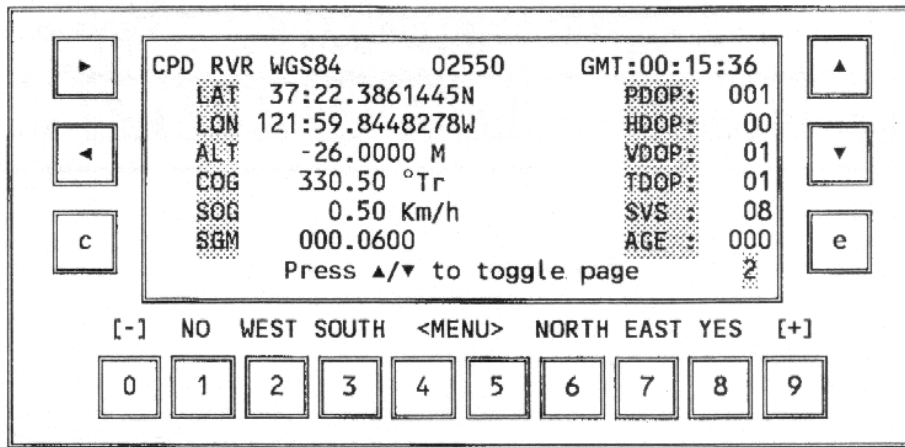 CPD RVR WGS84 02550 GMT:00:15:36
► LAT 37:22.3861445N PDOP: 001 ▲
LON 121:59.8448278W HDOP: 00
◄ ALT -26.0000 M VDOP: 01 ▼
COG 330.50 °Tr TDOP: 01
SOG 0.50 Km/h SVS : 08
c SGM 000.0600 AGE : 000 e
Press ▲/▼ to toggle page 2
[-] NO WEST SOUTH <MENU> NORTH EAST YES [+]
0 1 2 3 4 5 6 7 8 9